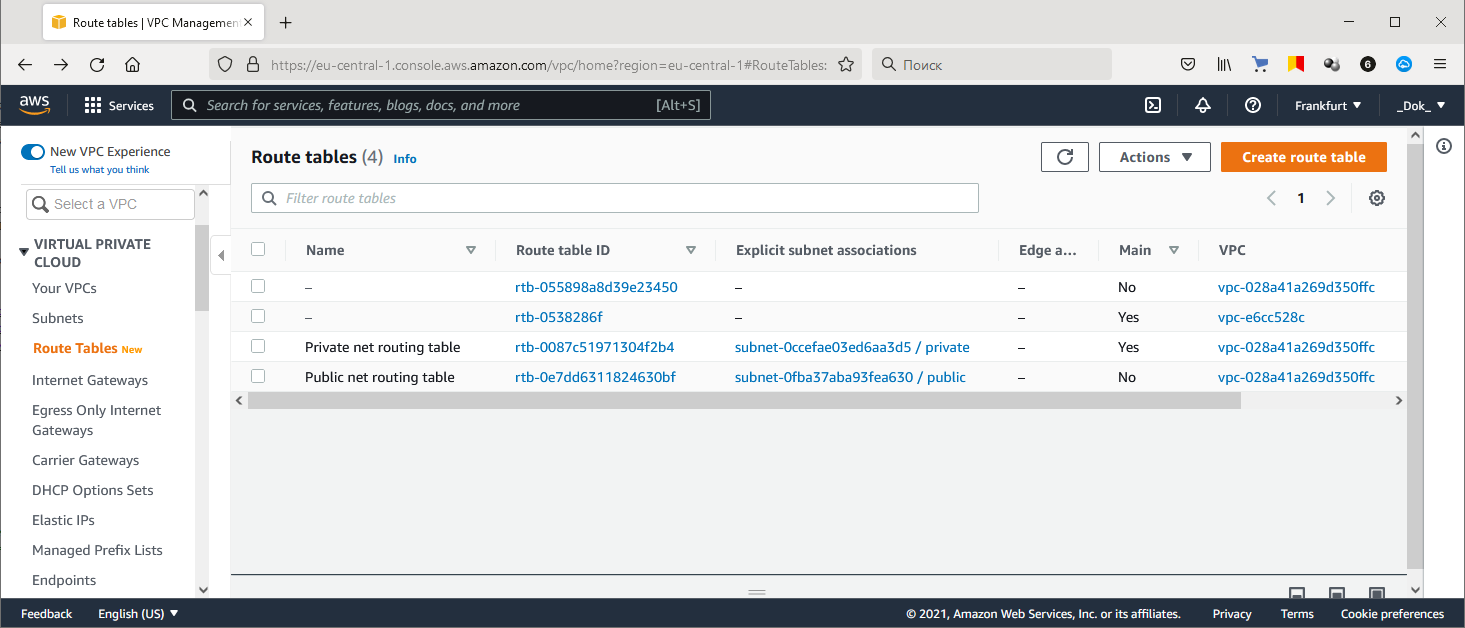 Route tables | VPC Management
https://eu-central-1.console.aws.amazon.com/vpc/home?region=eu-central-1#RouteTables:
Поиск
6
aws
Services
Search for services, features, blogs, docs, and more
[Alt+S]
Frankfurt
_Dok_
New VPC Experience
Tell us what you think
Select a VPC
VIRTUAL PRIVATE
CLOUD
Your VPCs
Subnets
Route Tables New
Internet Gateways
Egress Only Internet
Gateways
Carrier Gateways
DHCP Options Sets
Elastic IPs
Managed Prefix Lists
Endpoints
Route tables (4) Info
Actions
Create route table
Filter route tables
1
Name Route table ID Explicit subnet associations Edge a... Main VPC
– rtb-055898a8d39e23450 – – No vpc-028a41a269d350ffc
– rtb-0538286f – – Yes vpc-e6cc528c
Private net routing table rtb-0087c51971304f2b4 subnet-0ccefae03ed6aa3d5 / private – Yes vpc-028a41a269d350ffc
Public net routing table rtb-0e7dd6311824630bf subnet-0fba37aba93fea630 / public – No vpc-028a41a269d350ffc
Feedback English (US) © 2021, Amazon Web Services, Inc. or its affiliates. Privacy Terms Cookie preferences